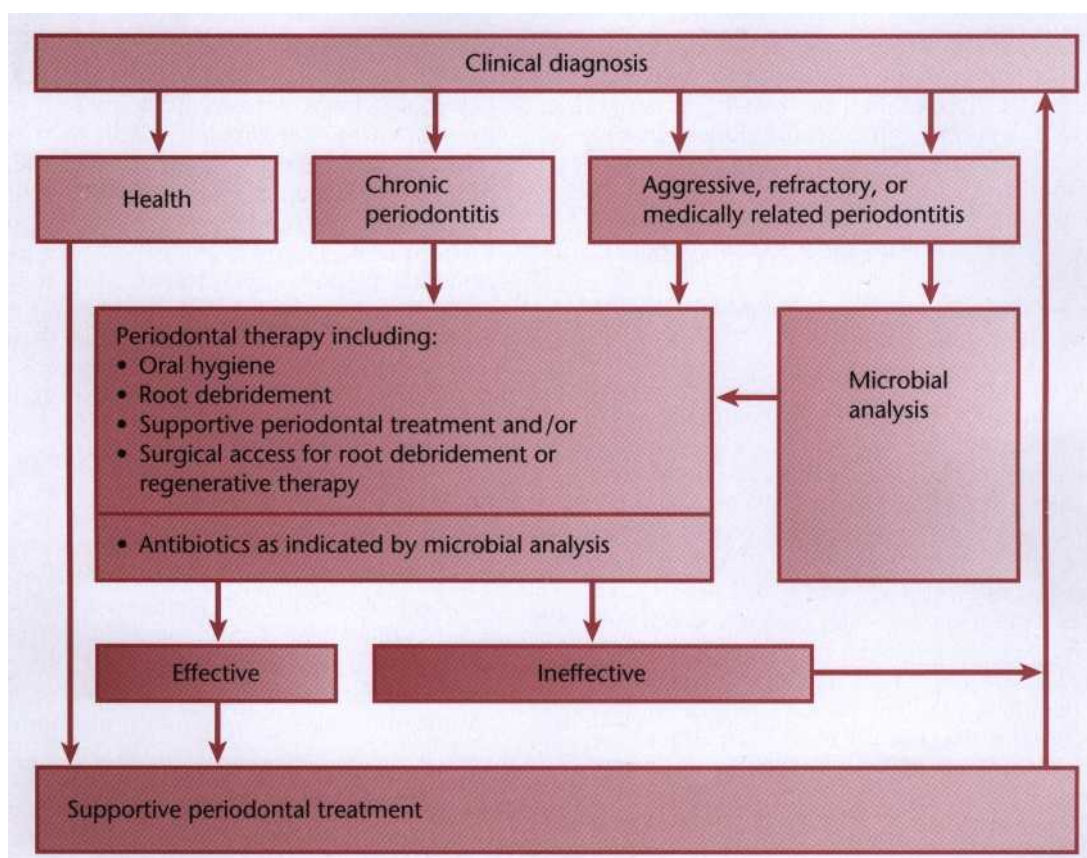 Clinical diagnosis
Health
Chronic
periodontitis
Aggressive, refractory, or
medically related periodontitis
Periodontal therapy including:
• Oral hygiene
• Root debridement
• Supportive periodontal treatment and/or
• Surgical access for root debridement or
regenerative therapy
• Antibiotics as indicated by microbial analysis
Microbial
analysis
Effective
Ineffective
Supportive periodontal treatment